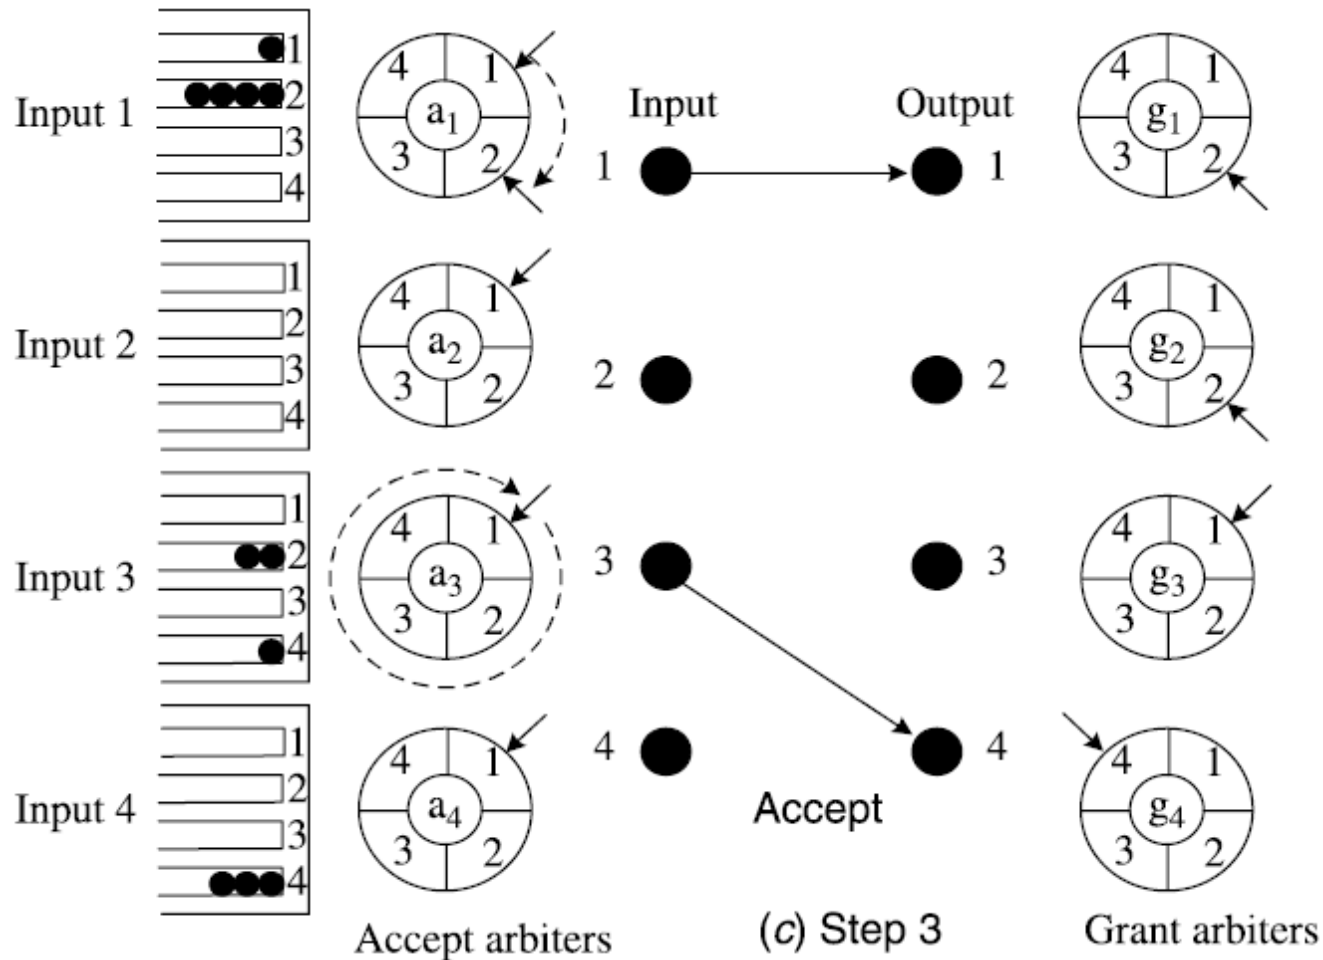 Input 1
1
2
3
4
4 1
a1
3 2
Input Output
1 1
4 1
g1
3 2
Input 2
1
2
3
4
4 1
a2
3 2
2 2
4 1
g2
3 2
Input 3
1
2
3
4
4 1
a3
3 2
3 3
4 1
g3
3 2
Input 4
1
2
3
4
4 1
a4
3 2
4 4
Accept
4 1
g4
3 2
Accept arbiters
(c) Step 3
Grant arbiters